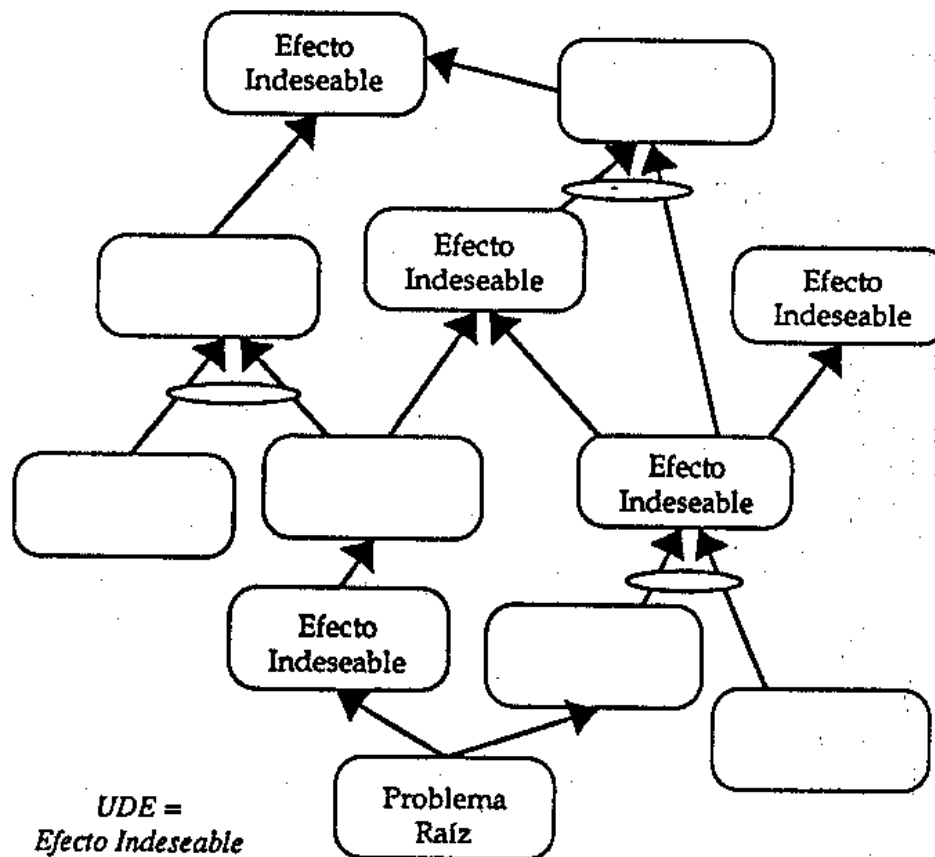 Efecto
Indeseable
Efecto
Indeseable
Efecto
Indeseable
Efecto
Indeseable
Efecto
Indeseable
Problema
Raíz
UDE =
Efecto Indeseable